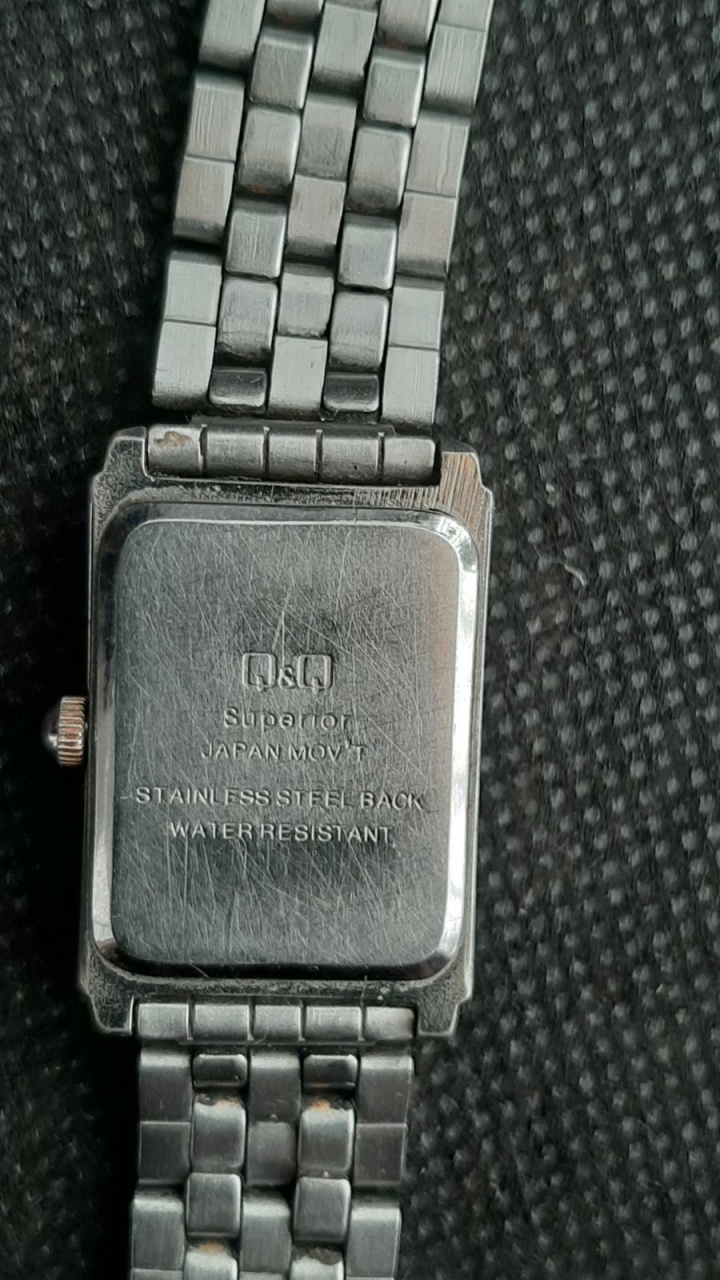 Q&Q
Superior
JAPAN MOV'T
STAINLESS STEEL BACK
WATER RESISTANT